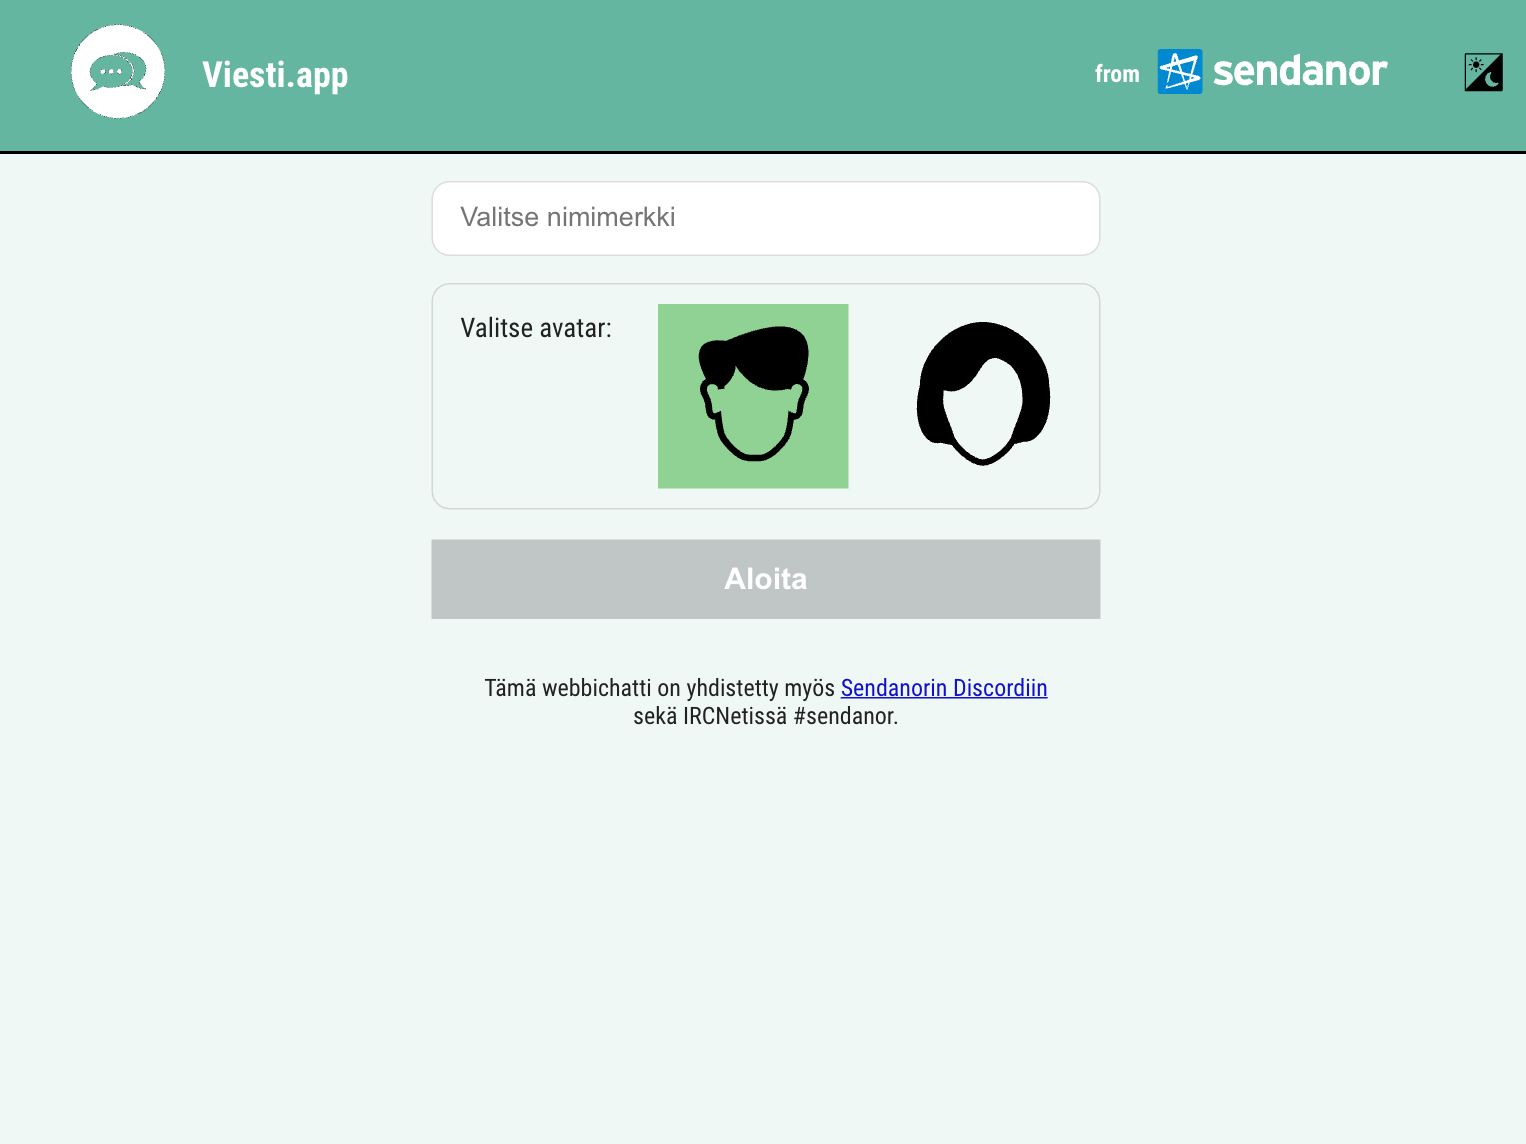 Viesti.app
from sendanor
Valitse nimimerkki
Valitse avatar:
Aloita
Tämä webbichatti on yhdistetty myös Sendanorin Discordiin
sekä IRCNetissä #sendanor.